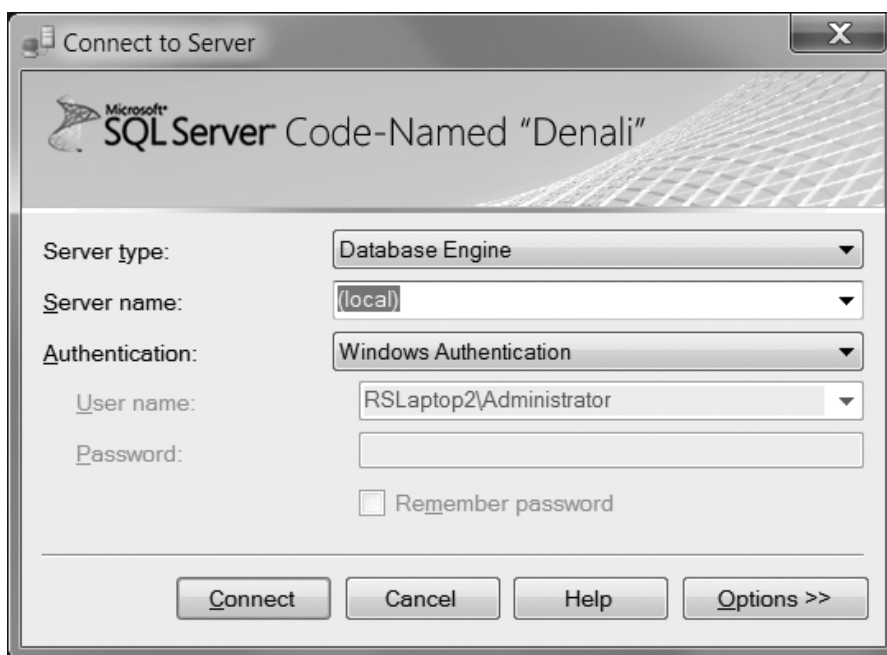 Connect to Server
X
Microsoft®
SQL Server Code-Named “Denali”
Server type: Database Engine
Server name: (local)
Authentication: Windows Authentication
User name: RSLaptop2\Administrator
Password:
Remember password
Connect Cancel Help Options >>